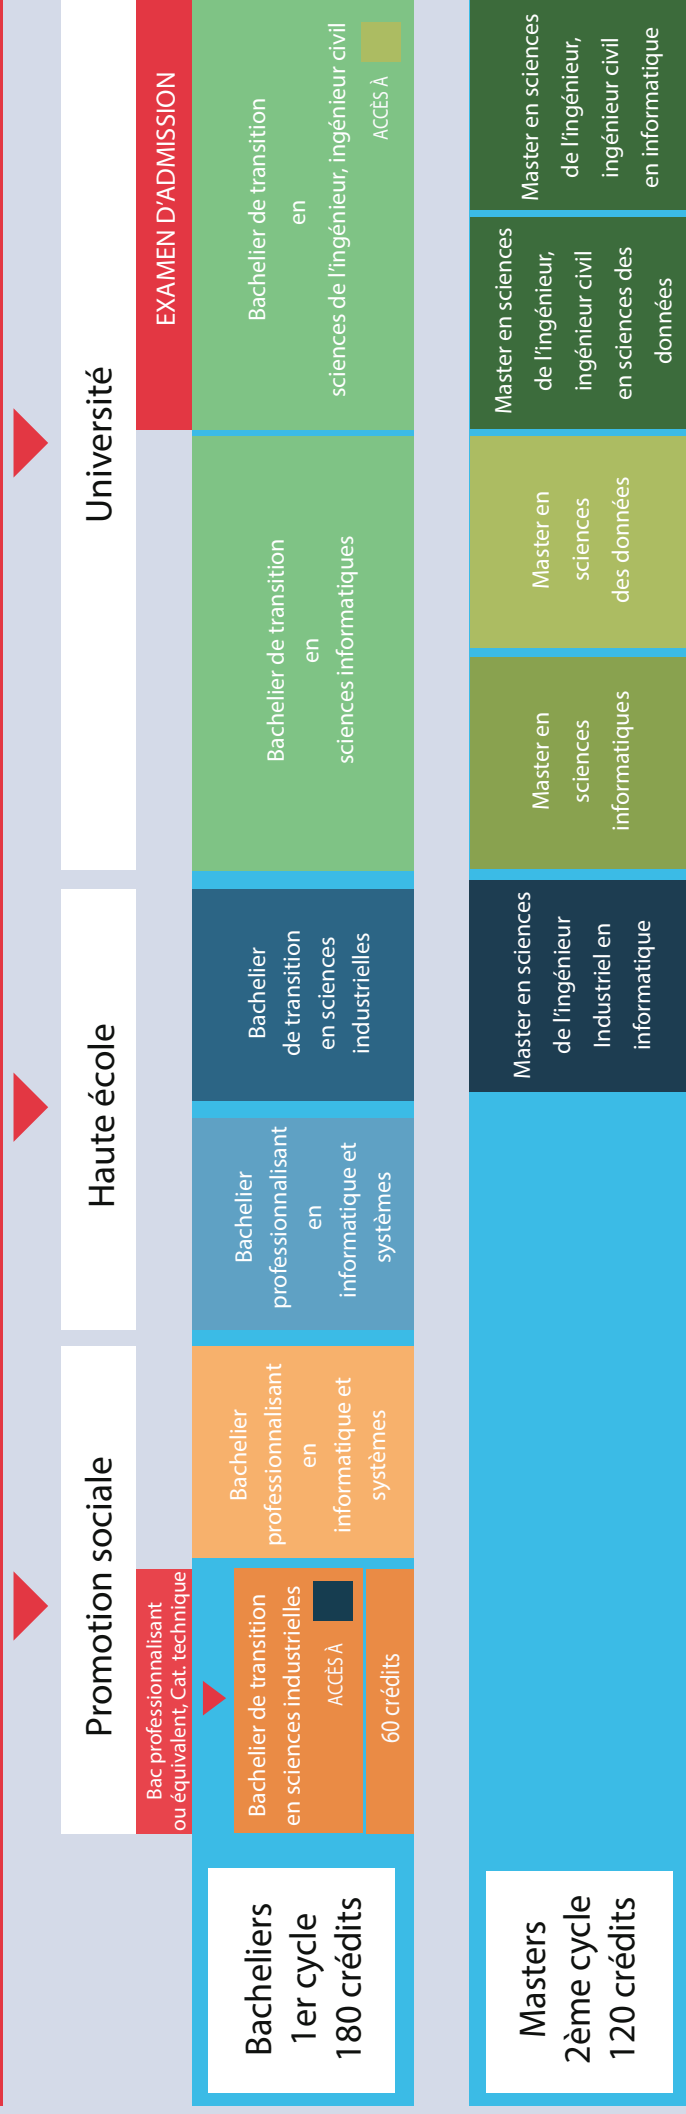 Promotion sociale
Haute école
Université
Bac professionnalisant
ou équivalent, Cat. technique
EXAMEN D'ADMISSION
Bacheliers
1er cycle
180 crédits
Bachelier de transition
en sciences industrielles
ACCÈS À
60 crédits
Bachelier
professionnalisant
en
informatique et
systèmes
Bachelier
professionnalisant
en
informatique et
systèmes
Bachelier
de transition
en sciences
industrielles
Bachelier de transition
en
sciences informatiques
Bachelier de transition
en
sciences de l'ingénieur, ingénieur civil
ACCÈS À
Masters
2ème cycle
120 crédits
Master en sciences
de l'ingénieur
Industriel en
informatique
Master en
sciences
informatiques
Master en
sciences
des données
Master en sciences
de l'ingénieur,
ingénieur civil
en sciences des
données
Master en sciences
de l'ingénieur,
ingénieur civil
en informatique